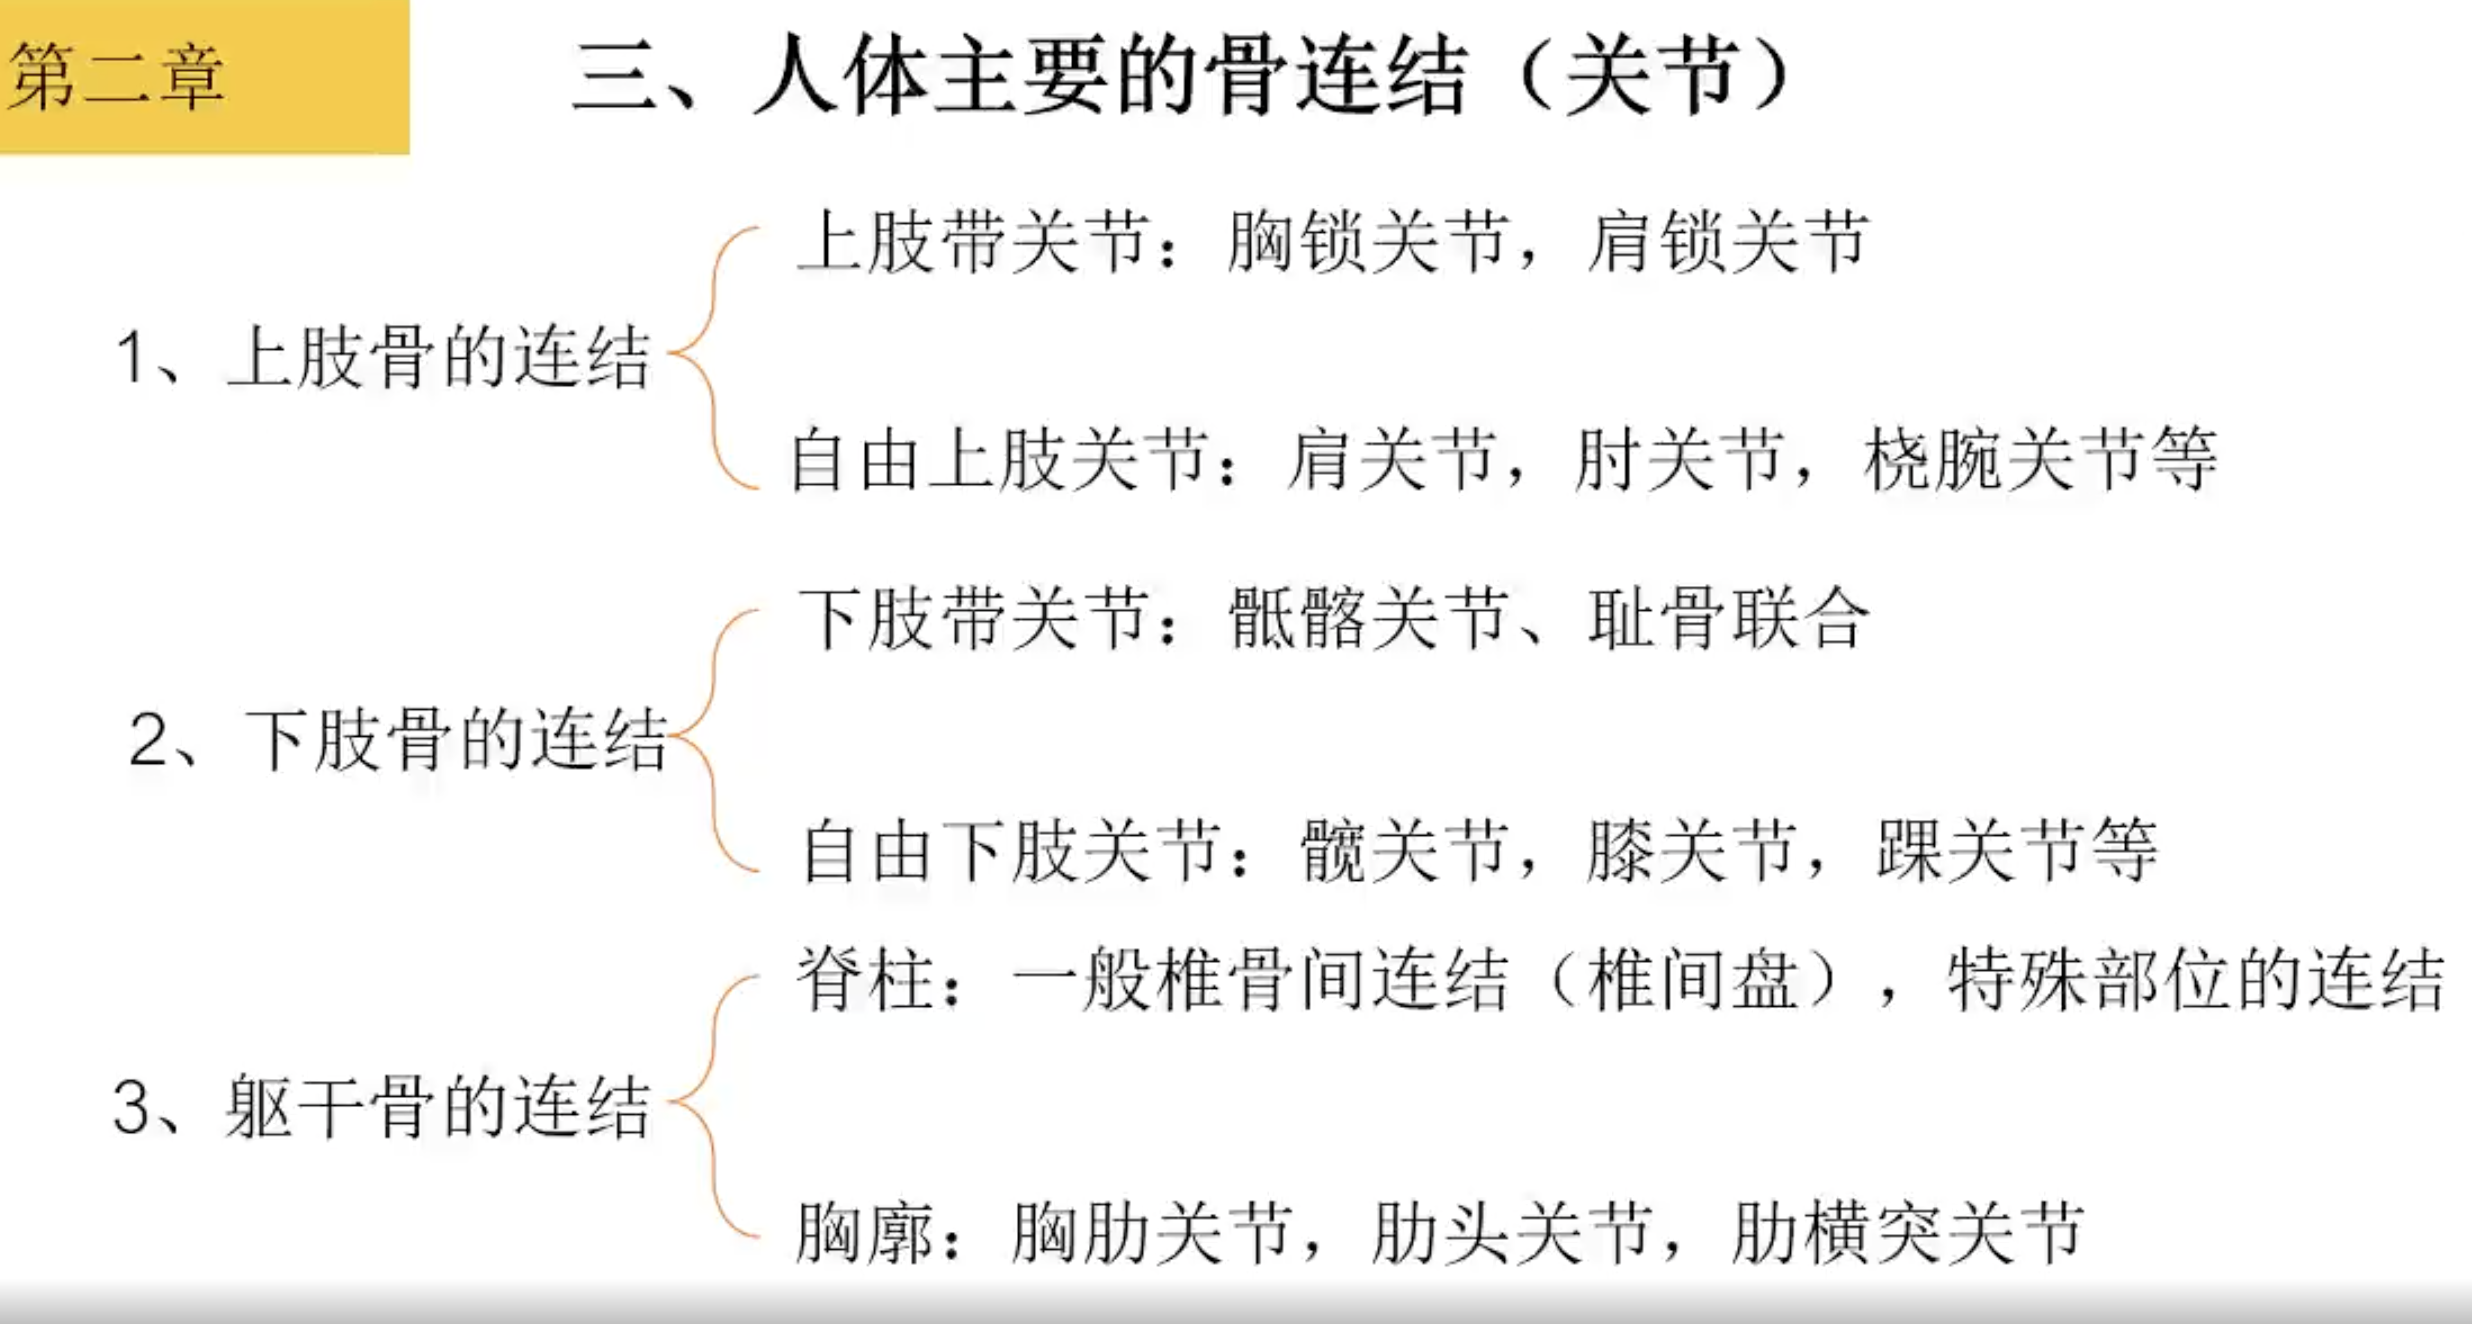 第二章
三、人体主要的骨连结（关节）
上肢带关节：胸锁关节，肩锁关节
1、上肢骨的连结
自由上肢关节：肩关节，肘关节，桡腕关节等
下肢带关节：骶髂关节、耻骨联合
2、下肢骨的连结
自由下肢关节：髋关节，膝关节，踝关节等
脊柱：一般椎骨间连结（椎间盘），特殊部位的连结
3、躯干骨的连结
胸廓：胸肋关节，肋头关节，肋横突关节